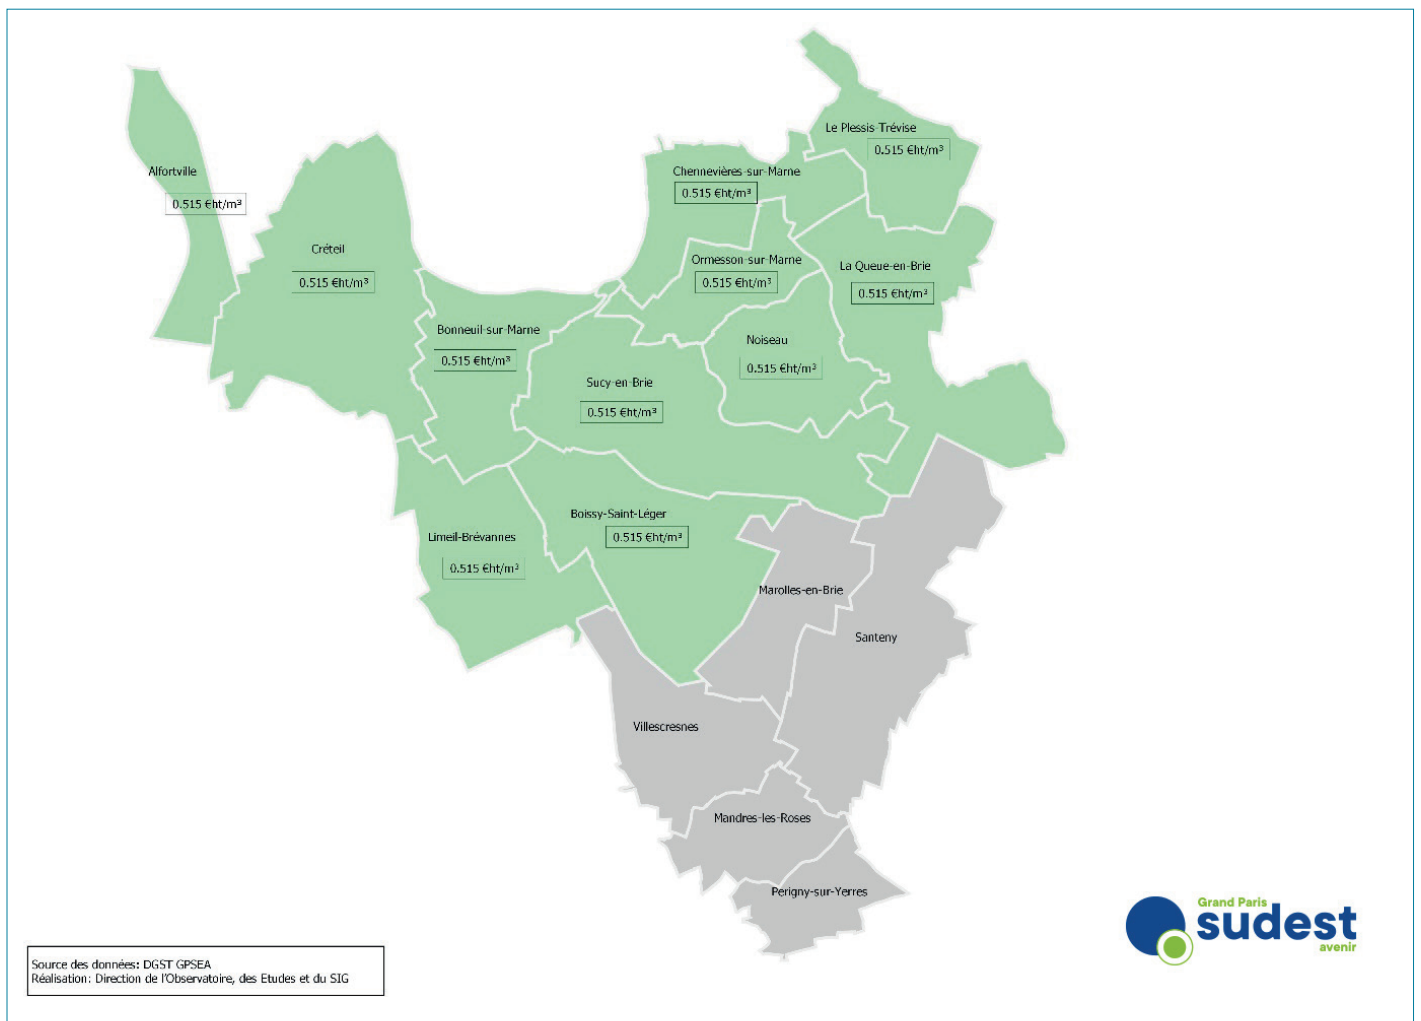 Le Plessis-Trévise
0.515 €ht/m³
Alfortville
0.515 €ht/m³
Chennevières-sur-Marne
0.515 €ht/m³
Créteil
0.515 €ht/m³
Ormesson-sur-Marne
0.515 €ht/m³
La Queue-en-Brie
0.515 €ht/m³
Bonneuil-sur-Marne
0.515 €ht/m³
Noiseau
0.515 €ht/m³
Sucy-en-Brie
0.515 €ht/m³
Boissy-Saint-Léger
0.515 €ht/m³
Limeil-Brévannes
0.515 €ht/m³
Marolles-en-Brie
Santeny
Villescresnes
Mandres-les-Roses
Perigny-sur-Yerres
Grand Paris
sudest
avenir
Source des données: DGST GPSEA
Réalisation: Direction de l'Observatoire, des Etudes et du SIG